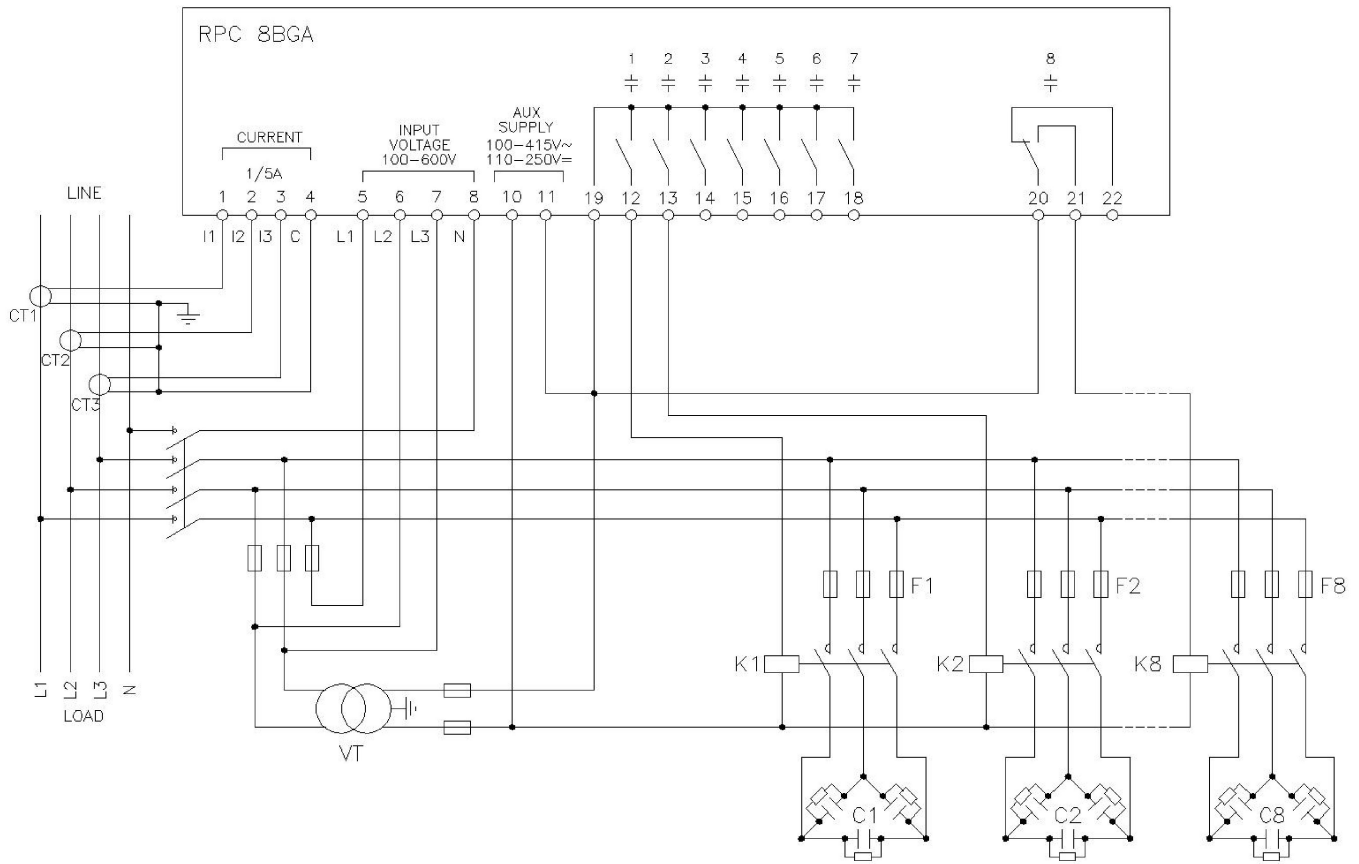 RPC 8BGA
1 2 3 4 5 6 7 8
CURRENT
1/5A
INPUT
VOLTAGE
100-600V
AUX
SUPPLY
100-415V~
110-250V=
LINE
1 2 3 4 5 6 7 8 10 11 19 12 13 14 15 16 17 18 20 21 22
I1 I2 I3 C L1 L2 L3 N
CT1
CT2
CT3
F1 F2 F8
K1 K2 K8
L1 L2 L3 N
LOAD
VT
C1 C2 C8